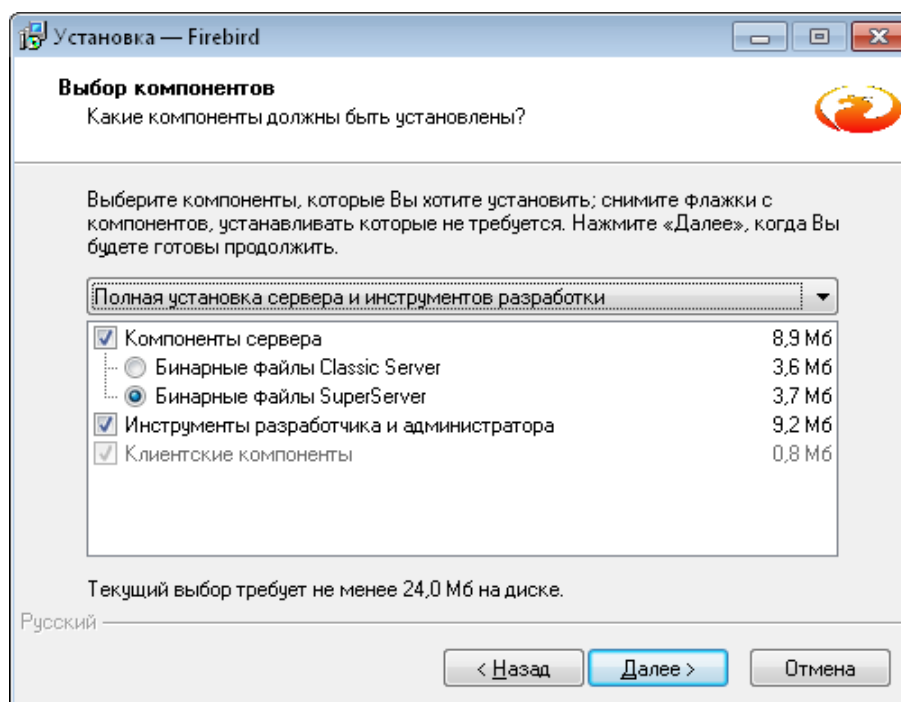 Установка — Firebird
Выбор компонентов
Какие компоненты должны быть установлены?
Выберите компоненты, которые Вы хотите установить; снимите флажки с
компонентов, устанавливать которые не требуется. Нажмите «Далее», когда Вы
будете готовы продолжить.
Полная установка сервера и инструментов разработки
Компоненты сервера 8,9 Мб
Бинарные файлы Classic Server 3,6 Мб
Бинарные файлы SuperServer 3,7 Мб
Инструменты разработчика и администратора 9,2 Мб
Клиентские компоненты 0,8 Мб
Текущий выбор требует не менее 24,0 Мб на диске.
Русский
< Назад Далее > Отмена